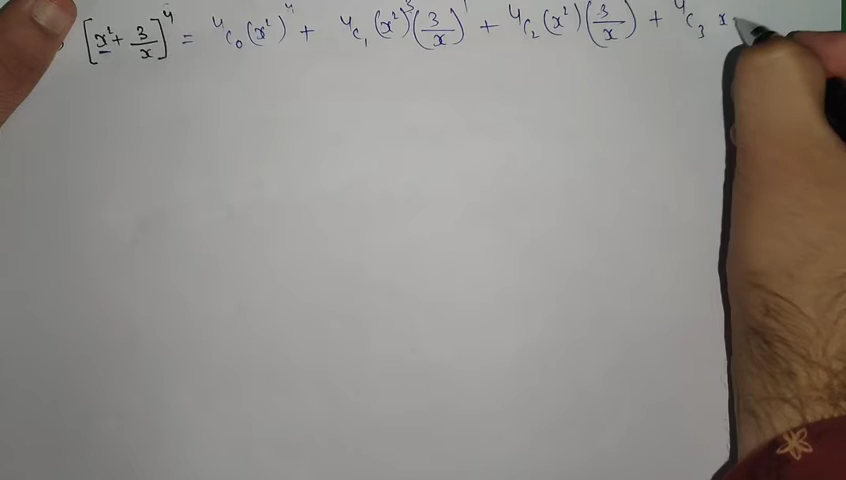 [x² + 3/x]⁴ = ⁴C₀(x²)⁴ + ⁴C₁(x²)³(3/x)¹ + ⁴C₂(x²)(3/x) + ⁴C₃ x